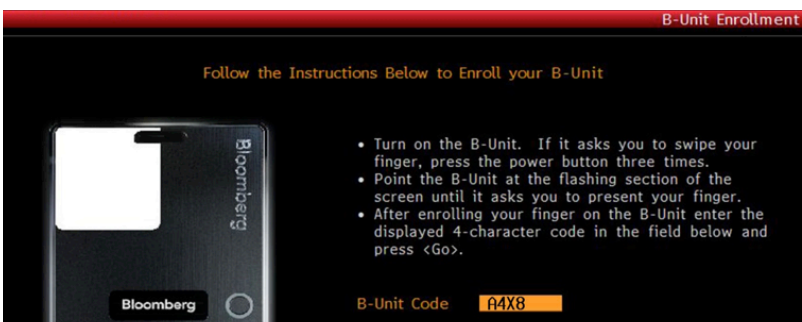 B-Unit Enrollment
Follow the Instructions Below to Enroll your B-Unit
Bloomberg
• Turn on the B-Unit. If it asks you to swipe your
finger, press the power button three times.
• Point the B-Unit at the flashing section of the
screen until it asks you to present your finger.
• After enrolling your finger on the B-Unit enter the
displayed 4-character code in the field below and
press <Go>.
Bloomberg
B-Unit Code A4X8